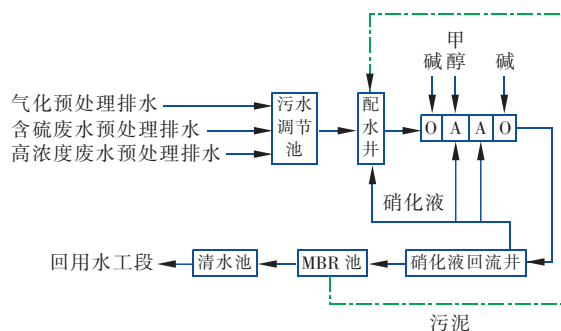 甲
碱 醇 碱
气化预处理排水
含硫废水预处理排水
高浓度废水预处理排水
污水
调节
池
配
水
井
O A A O
硝化液
回用水工段
清水池
MBR 池
硝化液回流井
污泥